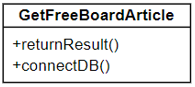 GetFreeBoardArticle
+returnResult()
+connectDB()